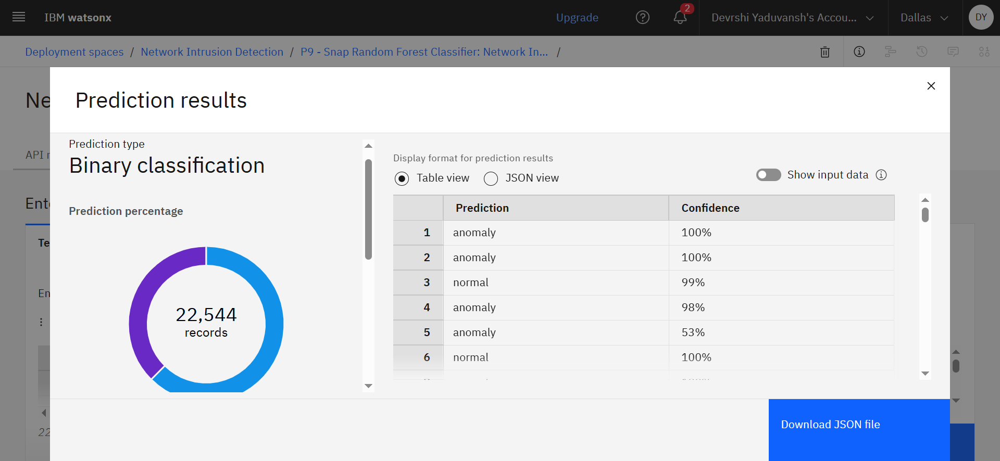 IBM watsonx
Upgrade
2
Devrshi Yaduvansh's Accou...
Dallas
DY
Deployment spaces / Network Intrusion Detection / P9 - Snap Random Forest Classifier: Network In... /
Ne
Prediction results
API r
Prediction type
Binary classification
Display format for prediction results
Table view
JSON view
Show input data
Ente
Prediction percentage
Te
En
22,544
records
22
Prediction Confidence
1 anomaly 100%
2 anomaly 100%
3 normal 99%
4 anomaly 98%
5 anomaly 53%
6 normal 100%
Download JSON file